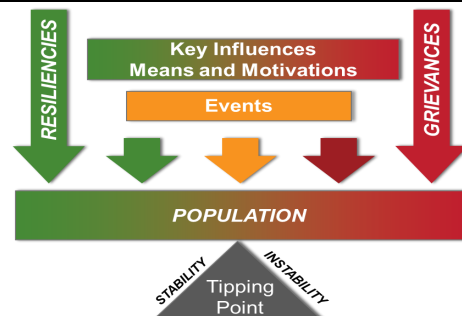 RESILIENCIES
Key Influences
Means and Motivations
Events
GRIEVANCES
POPULATION
STABILITY
INSTABILITY
Tipping
Point